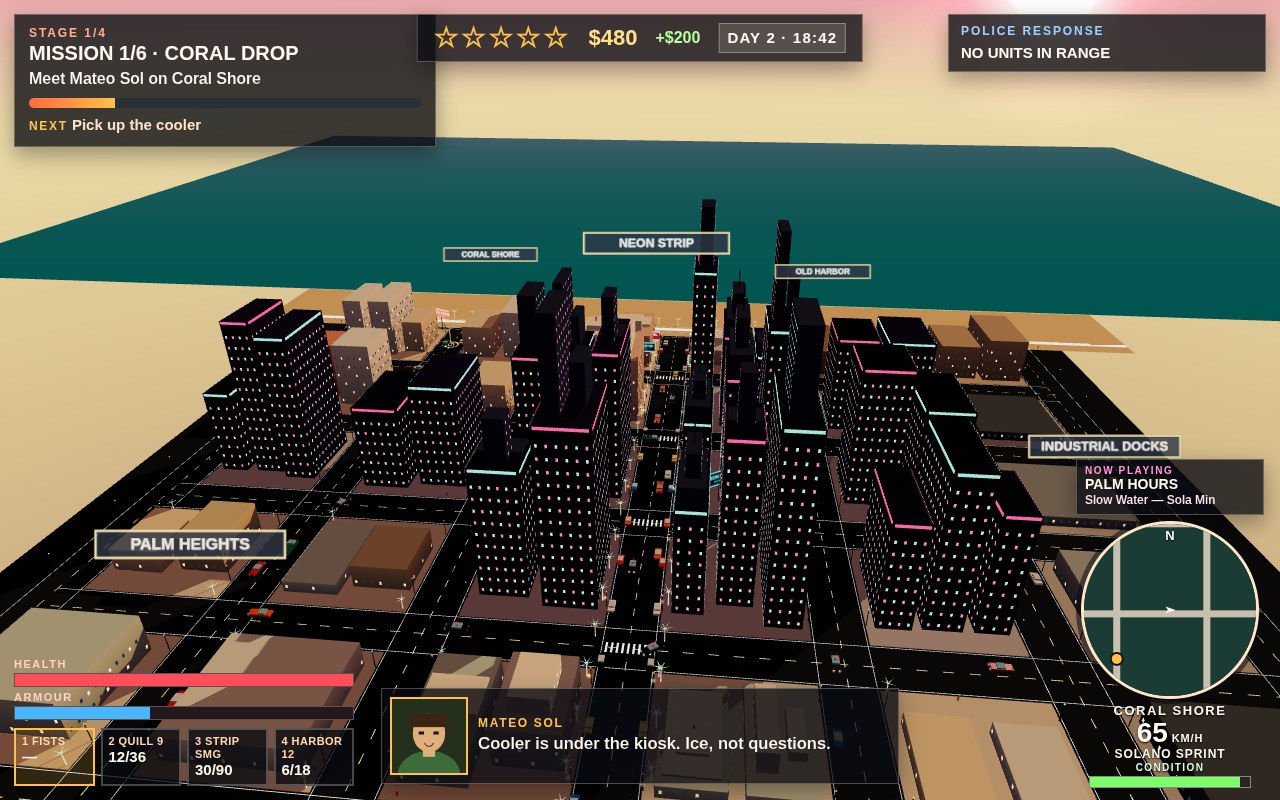 STAGE 1/4
MISSION 1/6 · CORAL DROP
Meet Mateo Sol on Coral Shore
NEXT Pick up the cooler
$480 +$200 DAY 2 · 18:42
POLICE RESPONSE
NO UNITS IN RANGE
NEON STRIP
CORAL SHORE
OLD HARBOR
INDUSTRIAL DOCKS
PALM HEIGHTS
NOW PLAYING
PALM HOURS
Slow Water — Sola Min
N
CORAL SHORE
65 KM/H
SOLANO SPRINT
CONDITION
HEALTH
ARMOUR
1 FISTS
—
2 QUILL 9
12/36
3 STRIP
SMG
30/90
4 HARBOR
12
6/18
MATEO SOL
Cooler is under the kiosk. Ice, not questions.